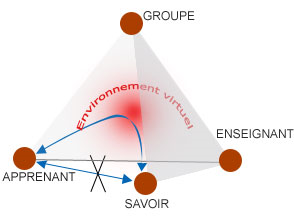 GROUPE
Environnement virtuel
ENSEIGNANT
APPRENANT
SAVOIR